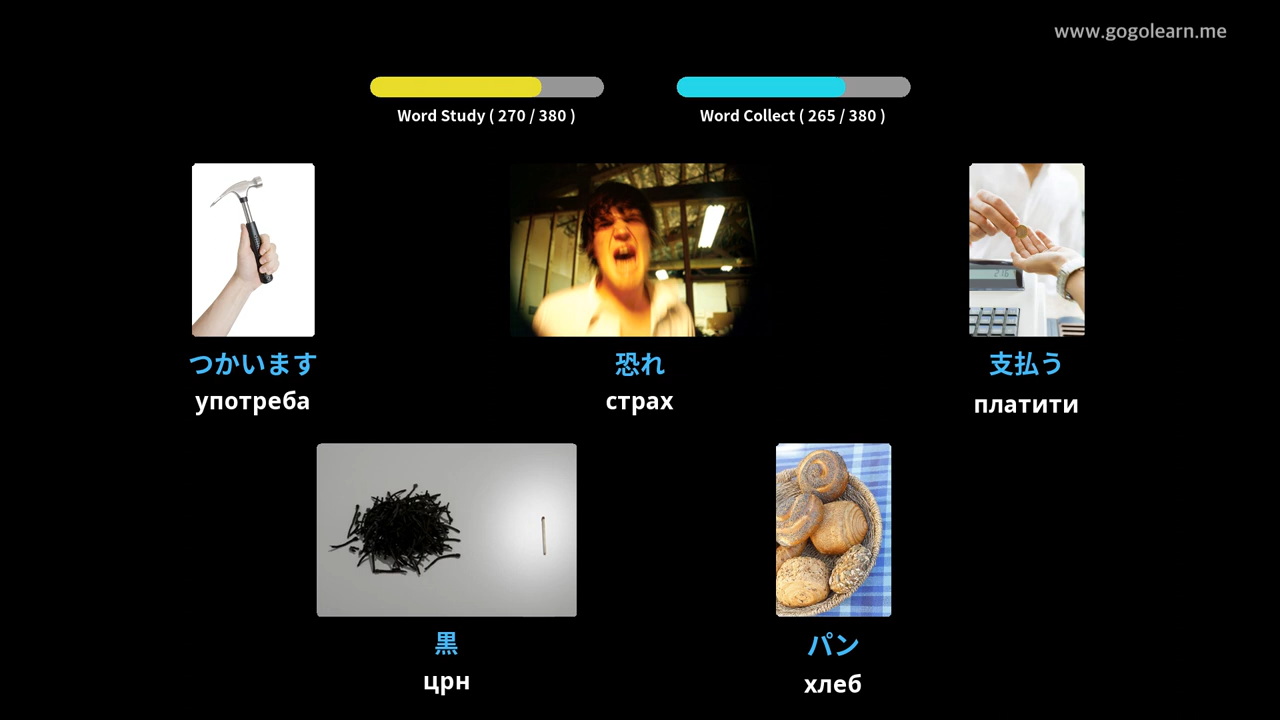 www.gogolearn.me
Word Study ( 270 / 380 )
Word Collect ( 265 / 380 )
つかいます
употреба
恐れ
страх
支払う
платити
黒
црн
パン
хлеб